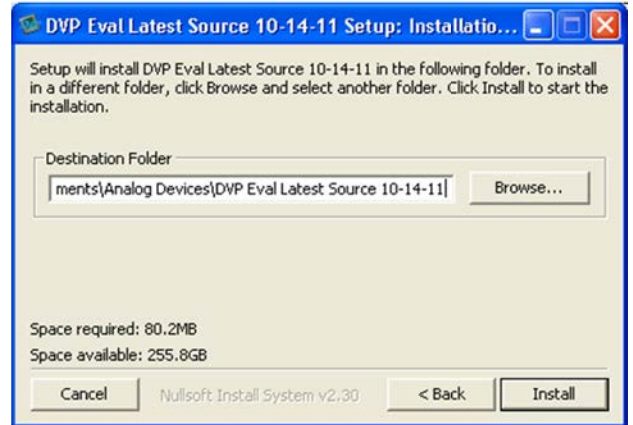 DVP Eval Latest Source 10-14-11 Setup: Installatio...
Setup will install DVP Eval Latest Source 10-14-11 in the following folder. To install
in a different folder, click Browse and select another folder. Click Install to start the
installation.
Destination Folder
ments\Analog Devices\DVP Eval Latest Source 10-14-11
Browse...
Space required: 80.2MB
Space available: 255.8GB
Cancel
Nullsoft Install System v2.30
< Back
Install